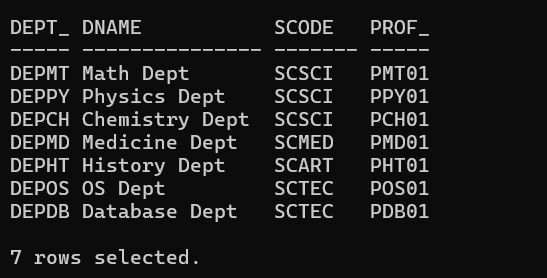 DEPT_ DNAME           SCODE   PROF_
----- --------------- ------- -----
DEPMT Math Dept       SCSCI   PMT01
DEPPY Physics Dept    SCSCI   PPY01
DEPCH Chemistry Dept  SCSCI   PCH01
DEPMD Medicine Dept   SCMED   PMD01
DEPHT History Dept    SCART   PHT01
DEPOS OS Dept         SCTEC   POS01
DEPDB Database Dept   SCTEC   PDB01
7 rows selected.